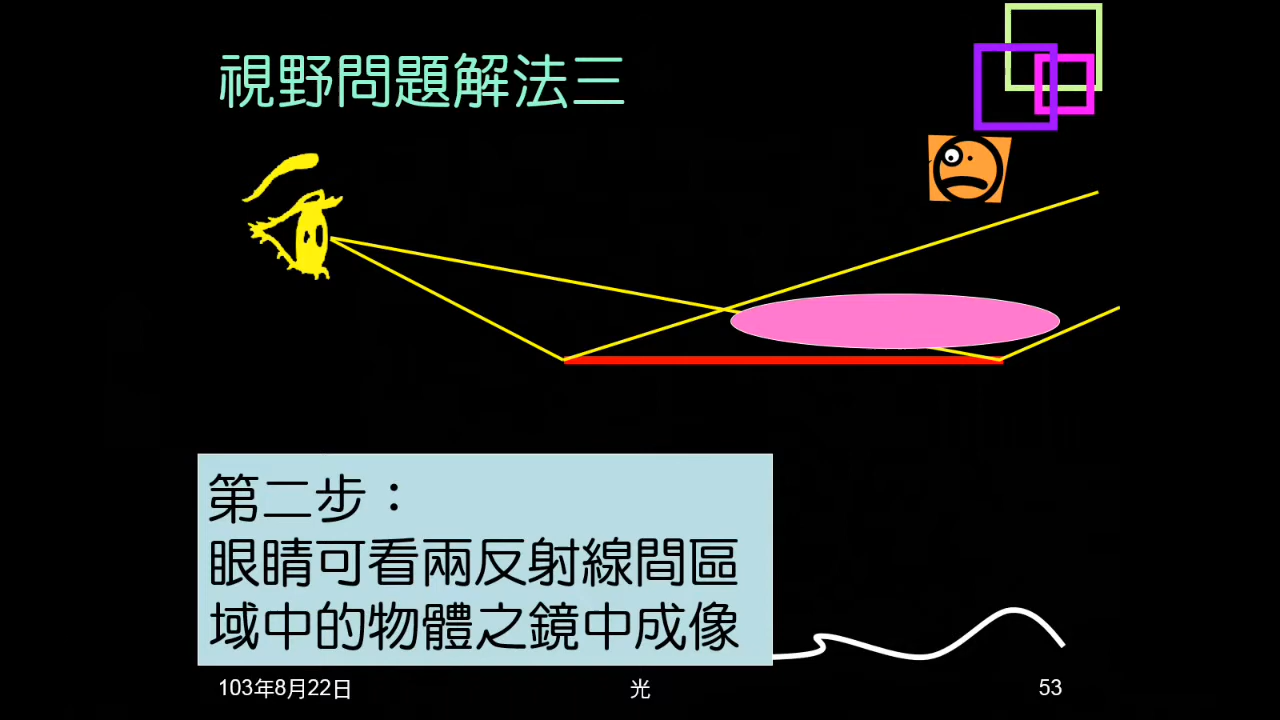 視野問題解法三
第二步：
眼睛可看兩反射線間區
域中的物體之鏡中成像
103年8月22日
光
53